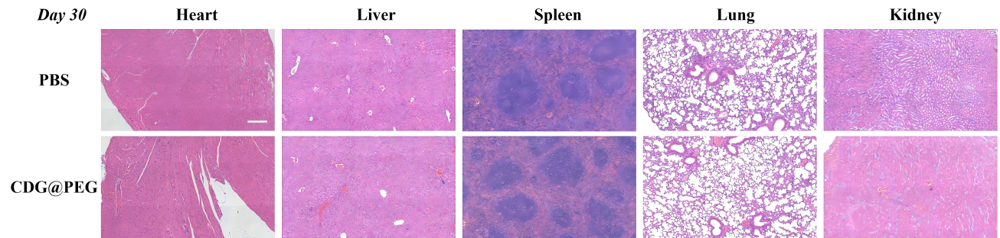 Day 30 Heart Liver Spleen Lung Kidney
PBS
CDG@PEG